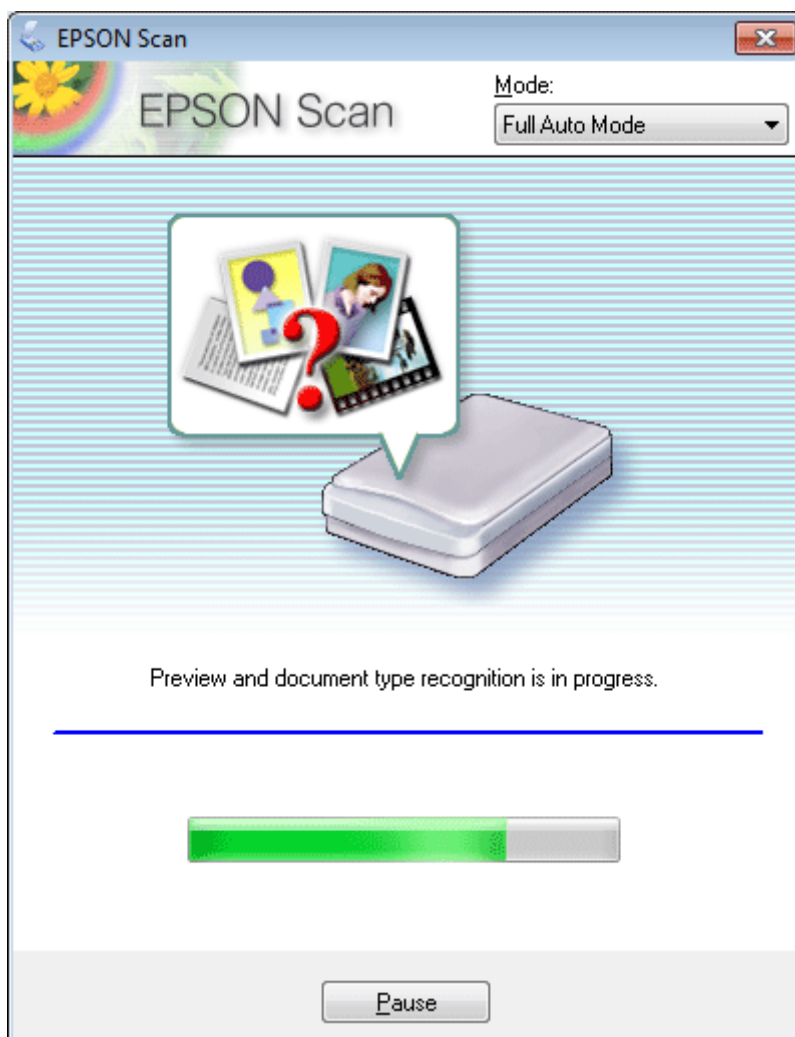 EPSON Scan
EPSON Scan
Mode:
Full Auto Mode
?
Preview and document type recognition is in progress.
Pause